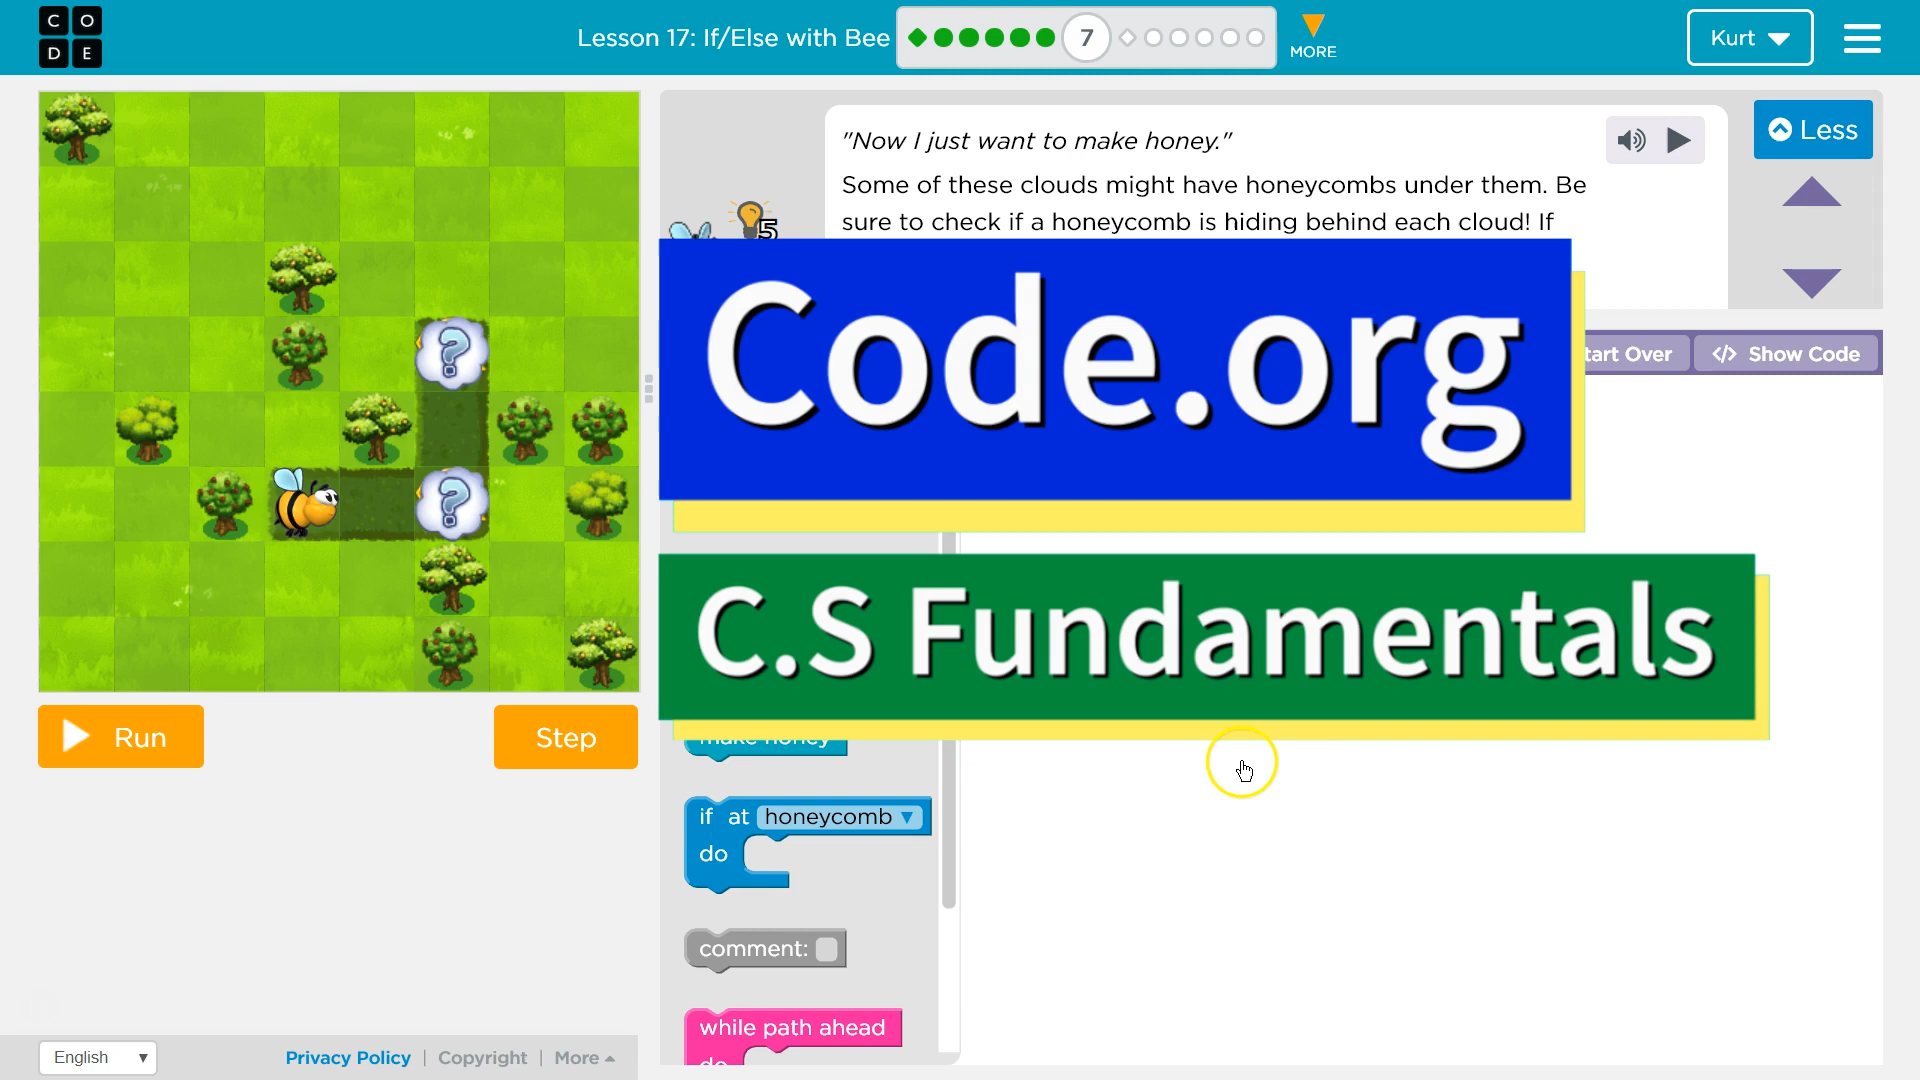 C O
D E
Lesson 17: If/Else with Bee
7
MORE
Kurt
"Now I just want to make honey."
Less
Some of these clouds might have honeycombs under them. Be
sure to check if a honeycomb is hiding behind each cloud! If
5
Code.org
tart Over
</> Show Code
?
?
C.S Fundamentals
Run
Step
make honey
if at honeycomb ▼
do
comment:
while path ahead
do
English
Privacy Policy | Copyright | More